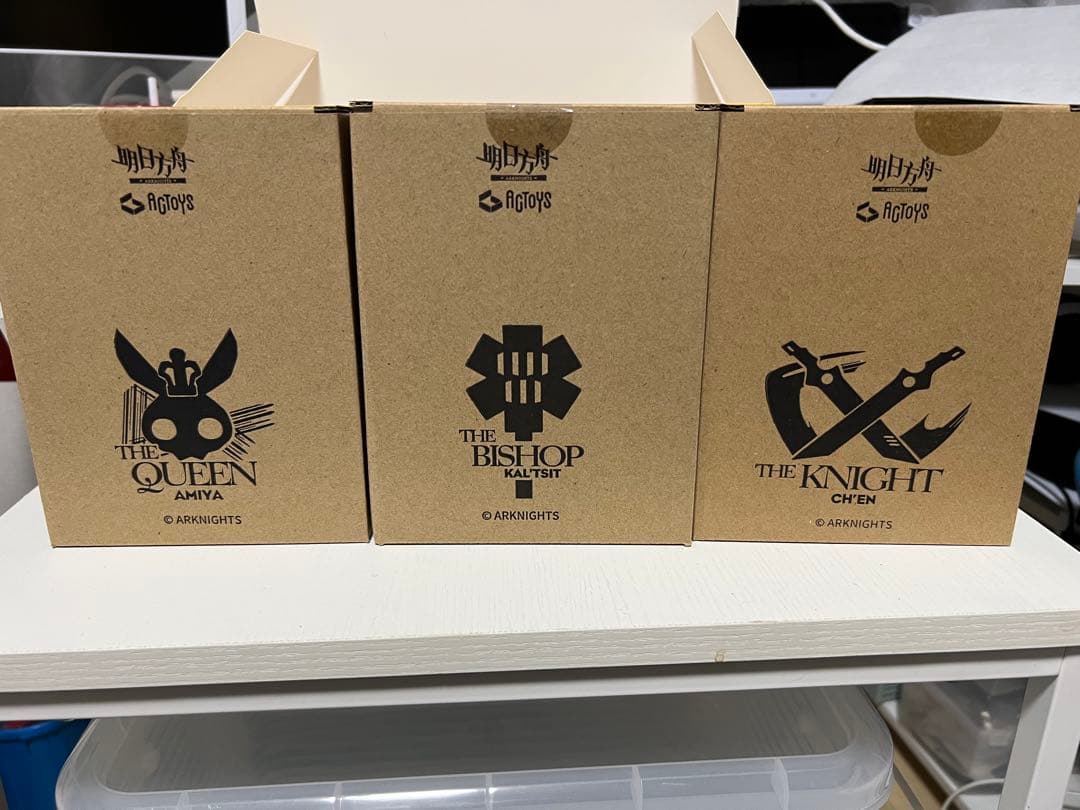 明日方舟
ARKNIGHTS
ACTOYS
THE
QUEEN
AMIYA
© ARKNIGHTS
明日方舟
ARKNIGHTS
ACTOYS
THE
BISHOP
KAL'TSIT
© ARKNIGHTS
明日方舟
ARKNIGHTS
ACTOYS
THE KNIGHT
CH'EN
© ARKNIGHTS